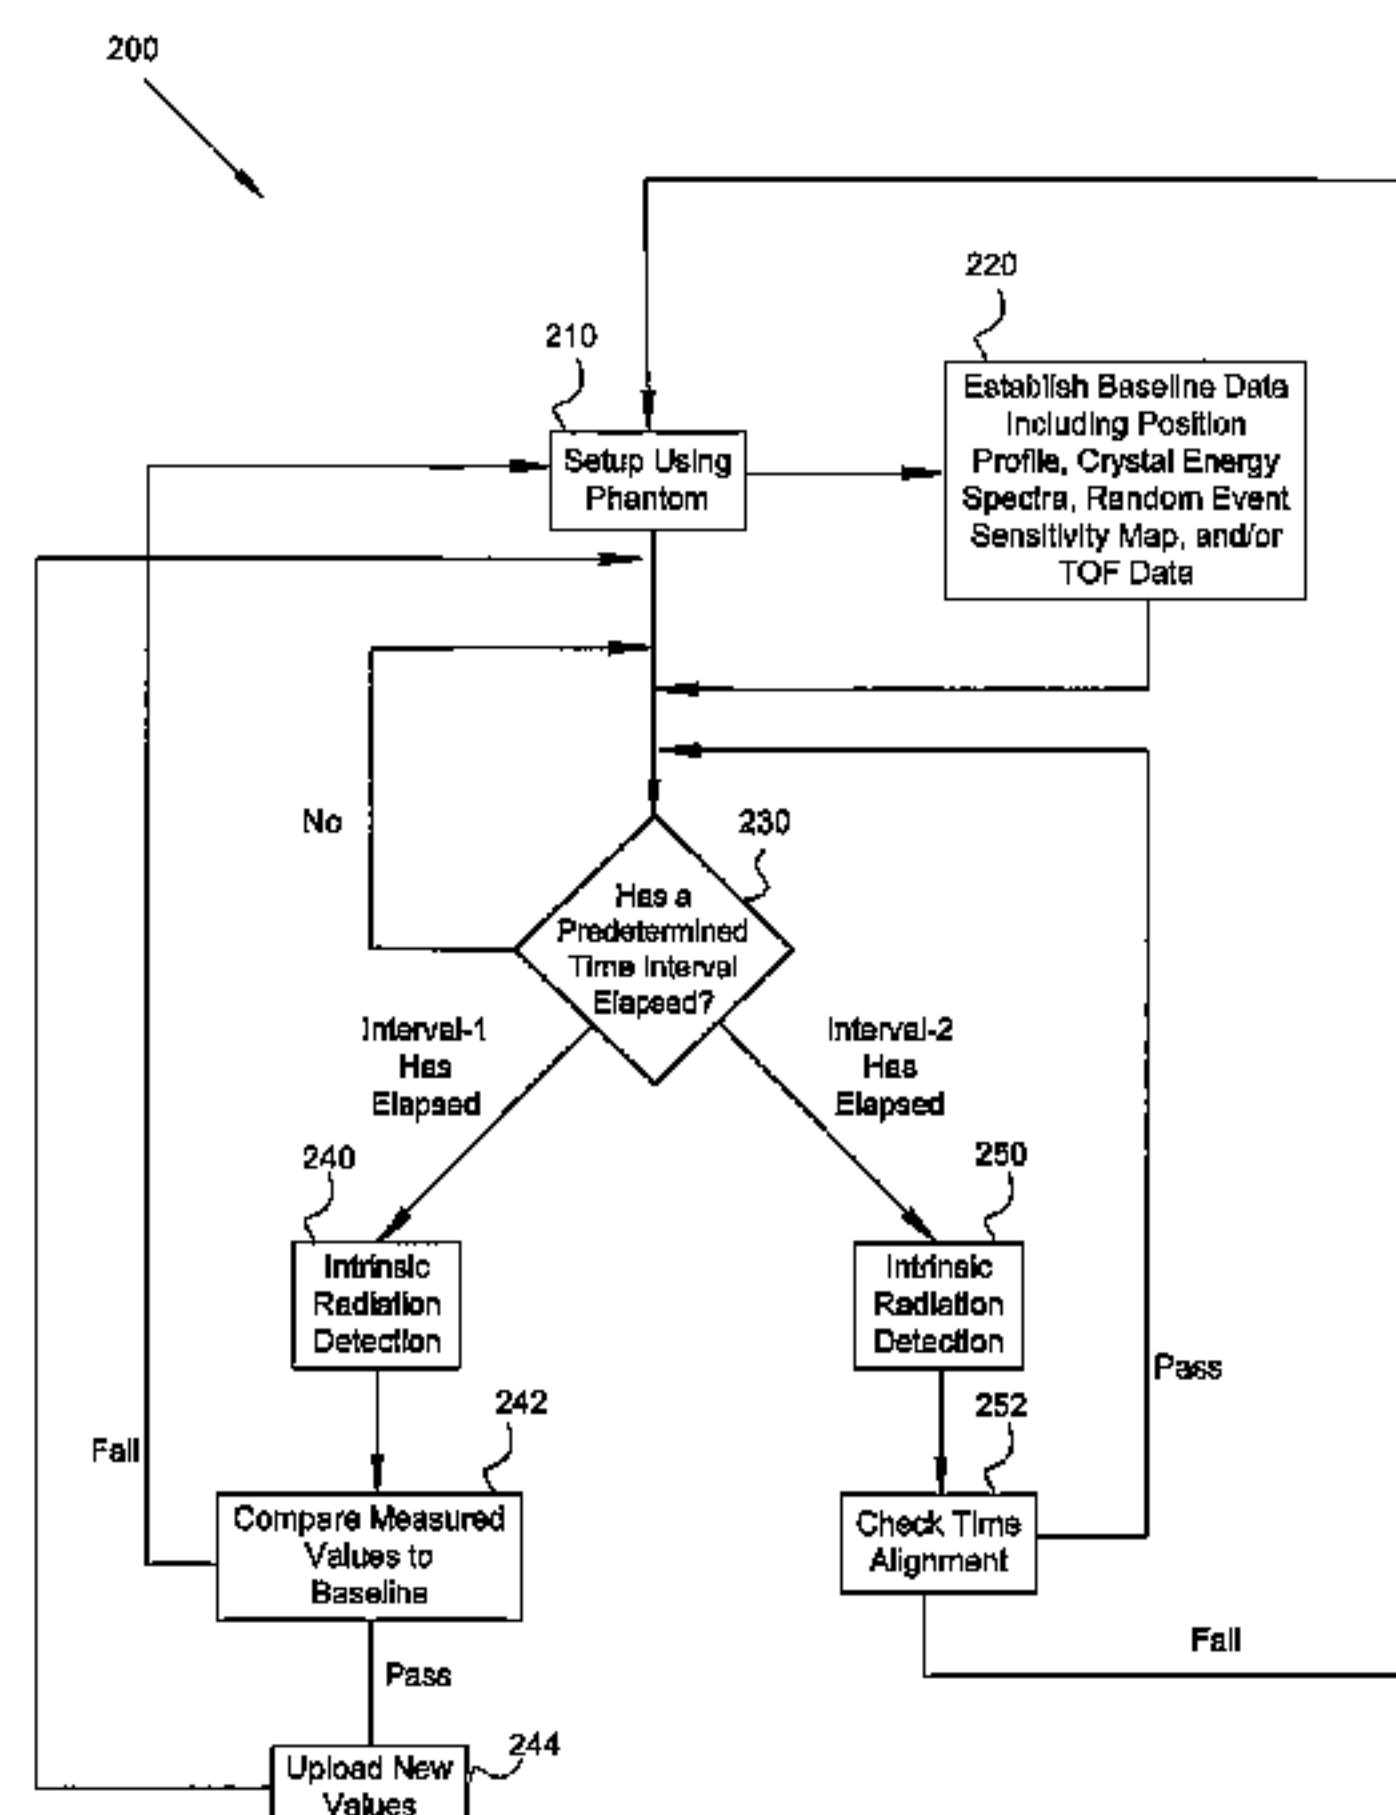 200
220
210
Establish Baseline Data
Including Position
Profile, Crystal Energy
Spectra, Random Event
Sensitivity Map, and/or
TOF Data
Setup Using
Phantom
No
230
Has a
Predetermined
Time Interval
Elapsed?
Interval-1
Has
Elapsed
Interval-2
Has
Elapsed
240
250
Intrinsic
Radiation
Detection
Intrinsic
Radiation
Detection
Pass
242
252
Fail
Compare Measured
Values to
Baseline
Check Time
Alignment
Fail
Pass
244
Upload New
Values